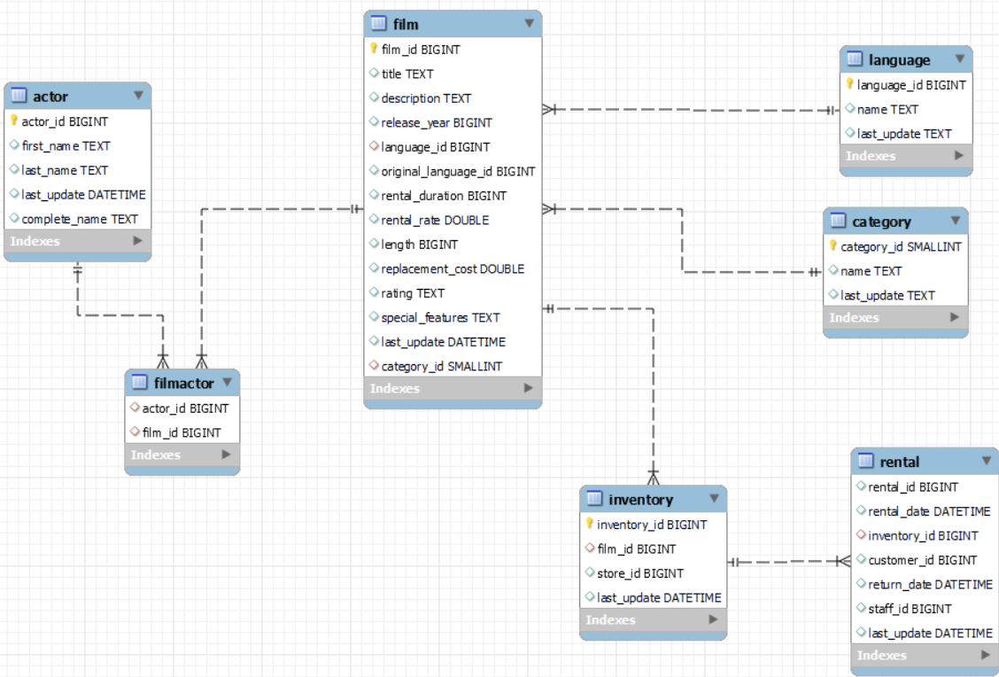 actor
actor_id BIGINT
first_name TEXT
last_name TEXT
last_update DATETIME
complete_name TEXT
Indexes
filmactor
actor_id BIGINT
film_id BIGINT
Indexes
film
film_id BIGINT
title TEXT
description TEXT
release_year BIGINT
language_id BIGINT
original_language_id BIGINT
rental_duration BIGINT
rental_rate DOUBLE
length BIGINT
replacement_cost DOUBLE
rating TEXT
special_features TEXT
last_update DATETIME
category_id SMALLINT
Indexes
language
language_id BIGINT
name TEXT
last_update TEXT
Indexes
category
category_id SMALLINT
name TEXT
last_update TEXT
Indexes
inventory
inventory_id BIGINT
film_id BIGINT
store_id BIGINT
last_update DATETIME
Indexes
rental
rental_id BIGINT
rental_date DATETIME
inventory_id BIGINT
customer_id BIGINT
return_date DATETIME
staff_id BIGINT
last_update DATETIME
Indexes